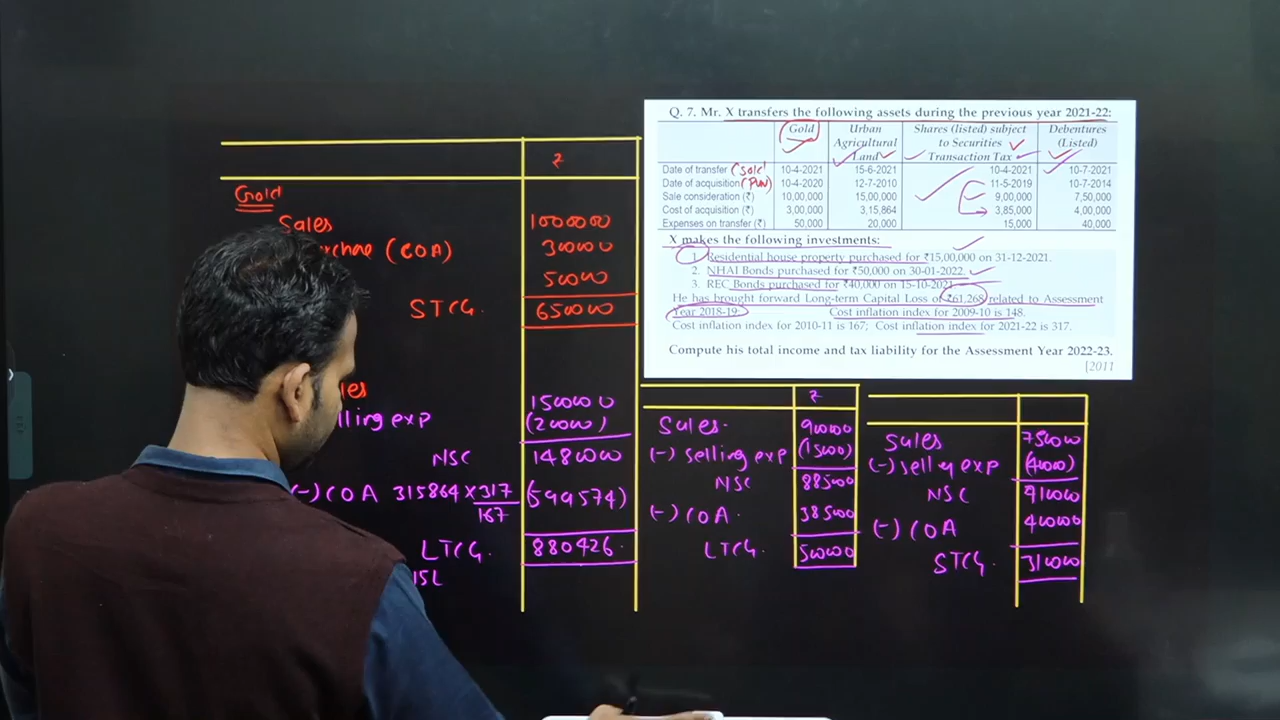 Q. 7. Mr. X transfers the following assets during the previous year 2021-22:
Gold Urban Agricultural Land Shares (listed) subject to Securities Transaction Tax Debentures (Listed)
Date of transfer (Sold) 10-4-2021 15-6-2021 10-4-2021 10-7-2021
Date of acquisition (PUR) 10-4-2020 12-7-2010 11-5-2019 10-7-2014
Sale consideration (₹) 10,00,000 15,00,000 9,00,000 7,50,000
Cost of acquisition (₹) 3,00,000 3,15,864 3,85,000 4,00,000
Expenses on transfer (₹) 50,000 20,000 15,000 40,000
X makes the following investments:
1. Residential house property purchased for ₹15,00,000 on 31-12-2021.
2. NHAI Bonds purchased for ₹50,000 on 30-01-2022.
3. REC Bonds purchased for ₹40,000 on 15-10-2021
He has brought forward Long-term Capital Loss of ₹61,268 related to Assessment
Year 2018-19. Cost inflation index for 2009-10 is 148.
Cost inflation index for 2010-11 is 167; Cost inflation index for 2021-22 is 317.
Compute his total income and tax liability for the Assessment Year 2022-23.
[2011
₹
Gold
Sales 1000000
(COA) 300000
50000
STCG. 650000
1500000
exp (20000)
NSC 1480000
(-) COA 315864 × 317/167 (599574)
LTCG. 880426.
15L
₹
Sales. 900000
(-) Selling exp (15000)
NSC 885000
(-) COA. 385000
LTCG. 500000
Sales 750000
(-) selling exp (40000)
NSC 910000
(-) COA 400000
STCG. 310000